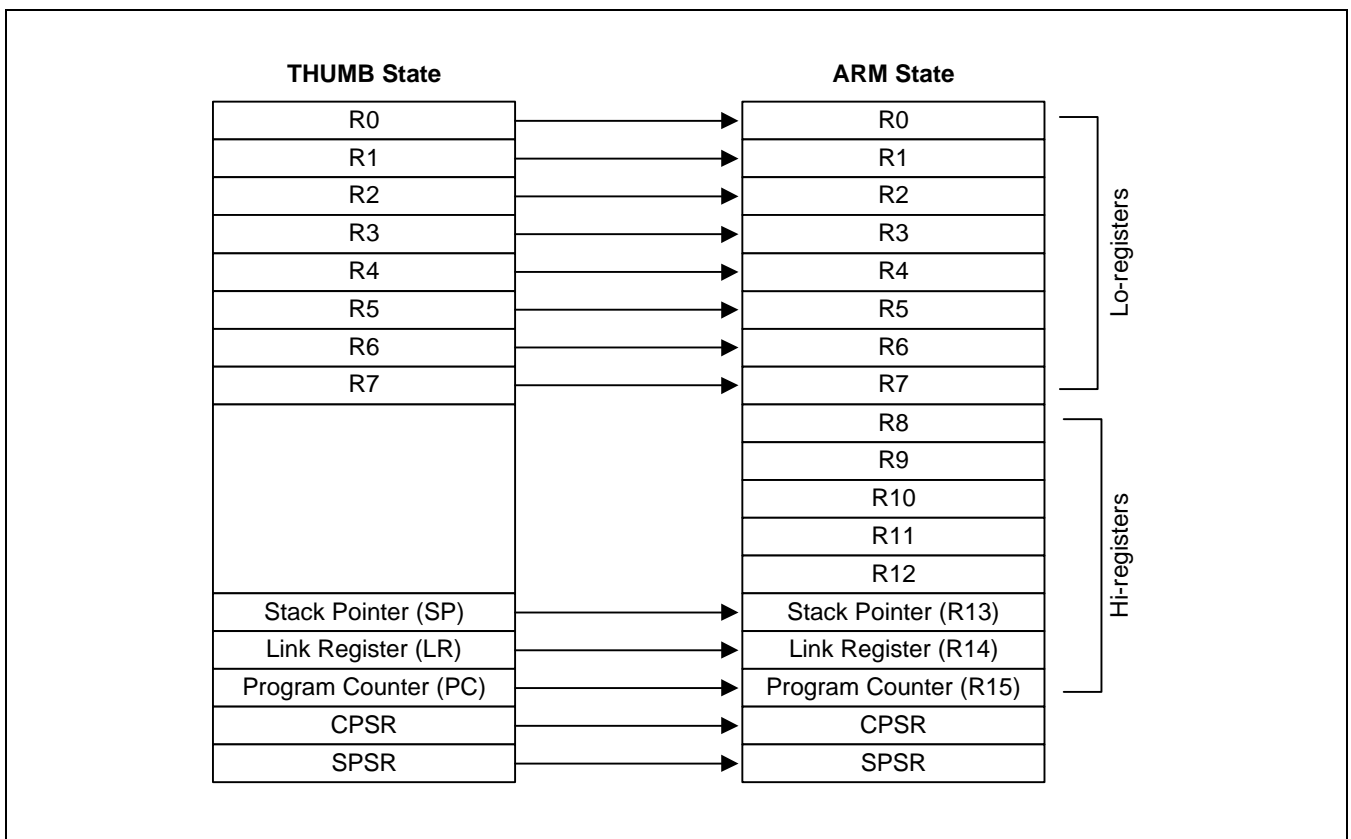 THUMB State
R0
R1
R2
R3
R4
R5
R6
R7
Stack Pointer (SP)
Link Register (LR)
Program Counter (PC)
CPSR
SPSR
ARM State
R0
R1
R2
R3
R4
R5
R6
R7
R8
R9
R10
R11
R12
Stack Pointer (R13)
Link Register (R14)
Program Counter (R15)
CPSR
SPSR
Lo-registers
Hi-registers